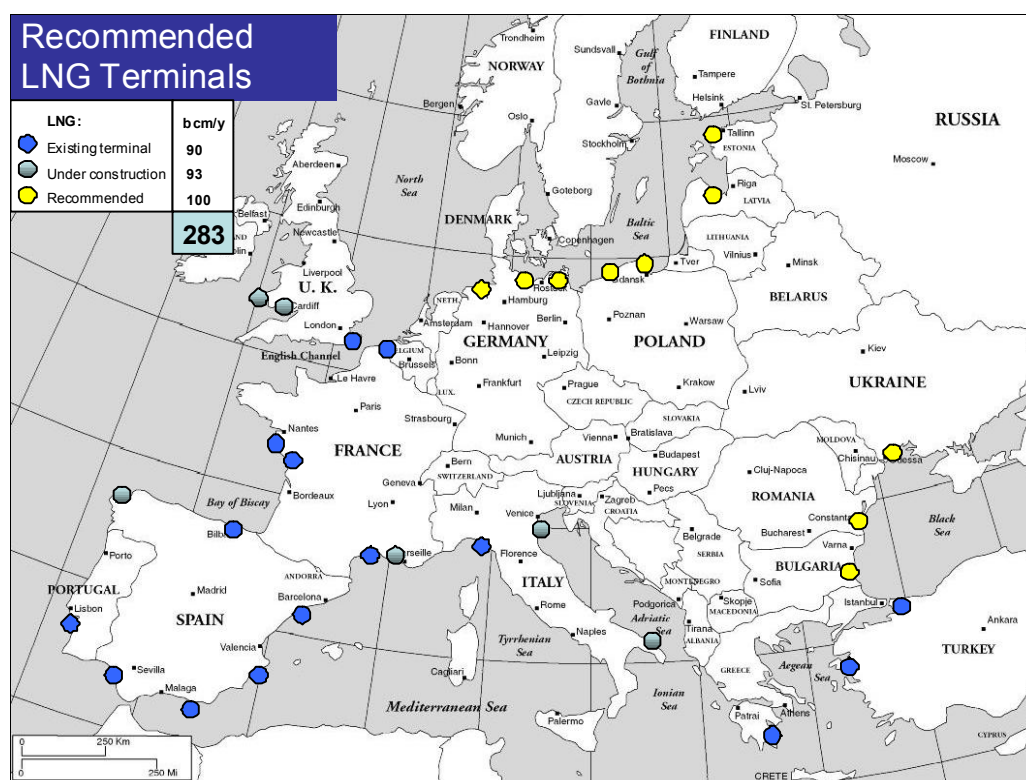 Recommended
LNG Terminals
LNG: bcm/y
Existing terminal 90
Under construction 93
Recommended 100
283
Trondheim
NORWAY
Bergen
Oslo
Sundsvall
Gulf
of
Bothnia
Gavle
Stockholm
FINLAND
Tampere
Helsink
St. Petersburg
RUSSIA
Moscow
Tallinn
ESTONIA
Riga
LATVIA
LITHUANIA
Vilnius
Minsk
BELARUS
Aberdeen
Edinburgh
Newcastle
Belfast
Liverpool
U. K.
Cardiff
London
English Channel
North
Sea
DENMARK
Goteborg
Copenhagen
Baltic
Sea
Tver
Gdansk
Rostock
Hamburg
NETH.
Amsterdam
Hannover
Berlin
GERMANY
Poznan
Warsaw
POLAND
Kiev
UKRAINE
BELGIUM
Brussels
Bonn
Leipzig
Le Havre
LUX.
Frankfurt
Prague
CZECH REPUBLIC
Krakow
Lviv
Paris
Strasbourg
SLOVAKIA
Nantes
FRANCE
Munich
Vienna
Bratislava
AUSTRIA
Budapest
HUNGARY
MOLDOVA
Chisinau
Odessa
Bern
SWITZERLAND
Geneva
Bordeaux
Lyon
Bay of Biscay
Milan
Venice
Ljubljana
SLOVENIA
Zagreb
CROATIA
Pecs
Cluj-Napoca
ROMANIA
Constanta
Bucharest
Black
Sea
Belgrade
SERBIA
Varna
BULGARIA
Sofia
Bilb
Porto
PORTUGAL
Lisbon
Madrid
SPAIN
ANDORRA
Barcelona
Valencia
Sevilla
Malaga
rseille
Florence
ITALY
Rome
Naples
MONTENEGRO
Podgorica
Adriatic
Sea
Skopje
MACEDONIA
Tirana
ALBANIA
Istanbul
Ankara
TURKEY
Tyrrhenian
Sea
Cagliari
GREECE
Aegean
Sea
Mediterranean Sea
Palermo
Ionian
Sea
Patrai
Athens
CRETE
CYPRUS
0 250 Km
0 250 Mi